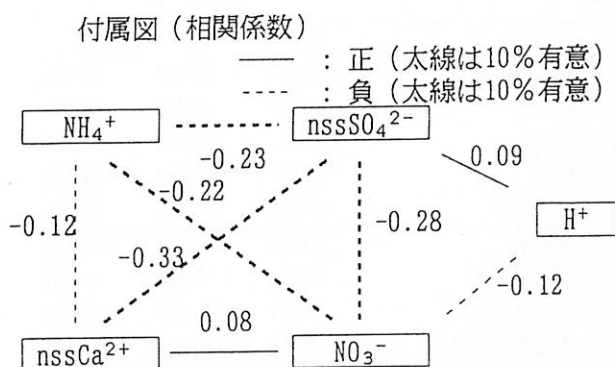 付属図(相関係数)
――― : 正(太線は10%有意)
------ : 負(太線は10%有意)
NH₄⁺
nssSO₄²⁻
-0.23
0.09
-0.22
-0.12
-0.28
H⁺
-0.33
-0.12
0.08
nssCa²⁺
NO₃⁻